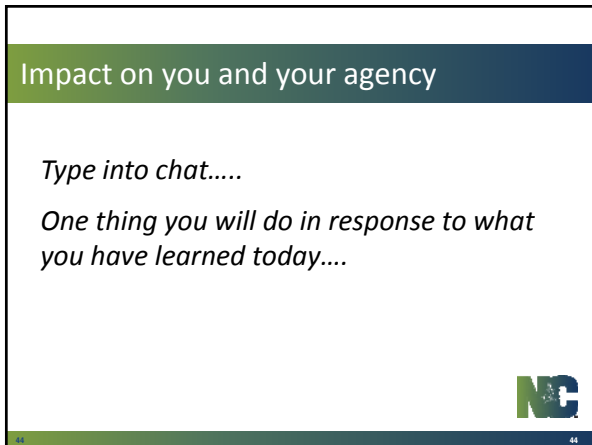 Impact on you and your agency
Type into chat…..
One thing you will do in response to what
you have learned today….
NC
44
44